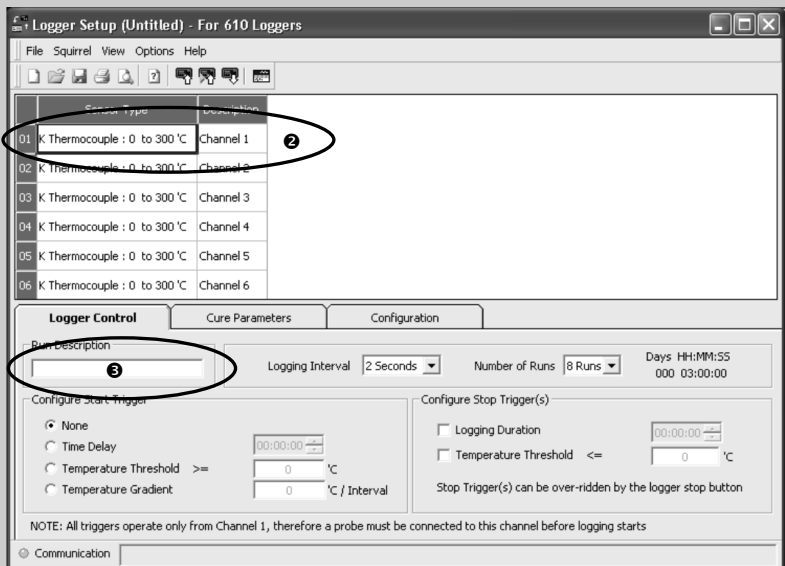 Logger Setup (Untitled) - For 610 Loggers
File Squirrel View Options Help
Sensor Type Description
01 K Thermocouple : 0 to 300 'C Channel 1 ❷
02 K Thermocouple : 0 to 300 'C Channel 2
03 K Thermocouple : 0 to 300 'C Channel 3
04 K Thermocouple : 0 to 300 'C Channel 4
05 K Thermocouple : 0 to 300 'C Channel 5
06 K Thermocouple : 0 to 300 'C Channel 6
Logger Control Cure Parameters Configuration
Run Description
❸
Logging Interval 2 Seconds Number of Runs 8 Runs
Days HH:MM:SS
000 03:00:00
Configure Start Trigger
None
Time Delay 00:00:00
Temperature Threshold >= 0 'C
Temperature Gradient 0 'C / Interval
Configure Stop Trigger(s)
Logging Duration 00:00:00
Temperature Threshold <= 0 'C
Stop Trigger(s) can be over-ridden by the logger stop button
NOTE: All triggers operate only from Channel 1, therefore a probe must be connected to this channel before logging starts
Communication